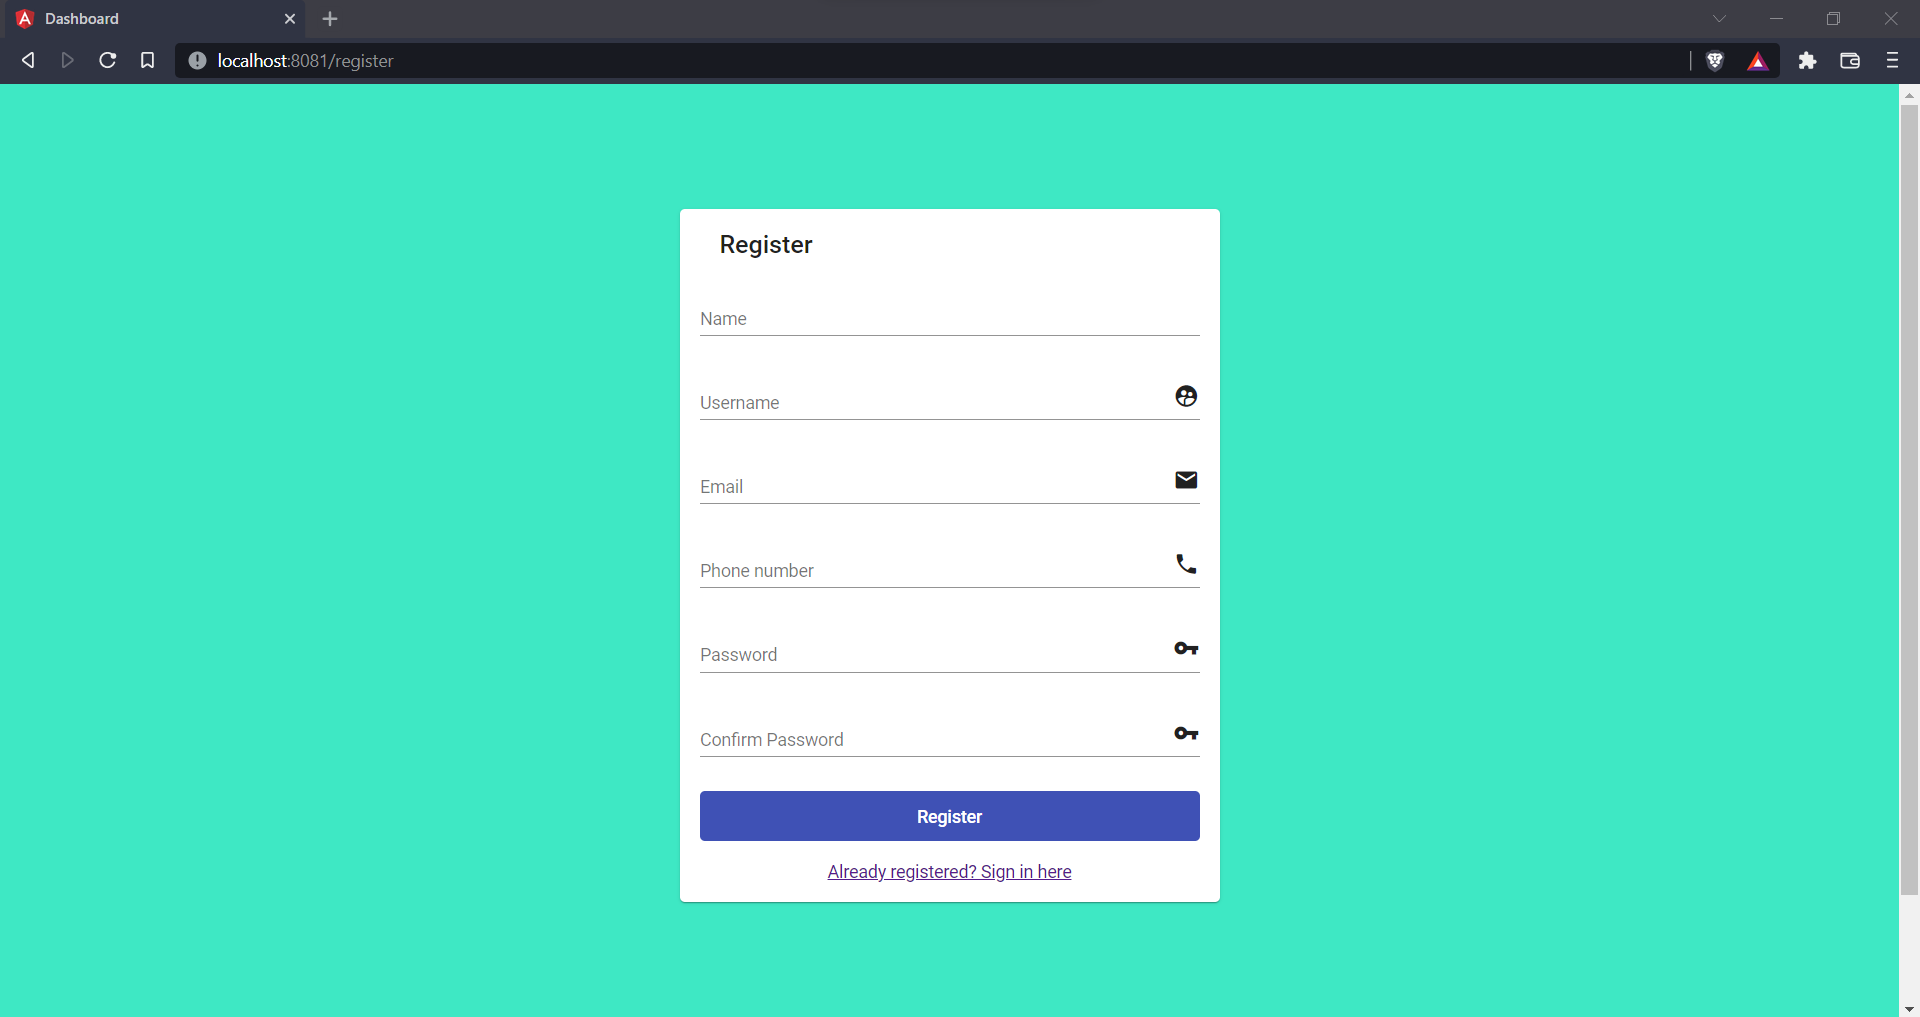 Dashboard
localhost:8081/register
Register
Name
Username
Email
Phone number
Password
Confirm Password
Register
Already registered? Sign in here